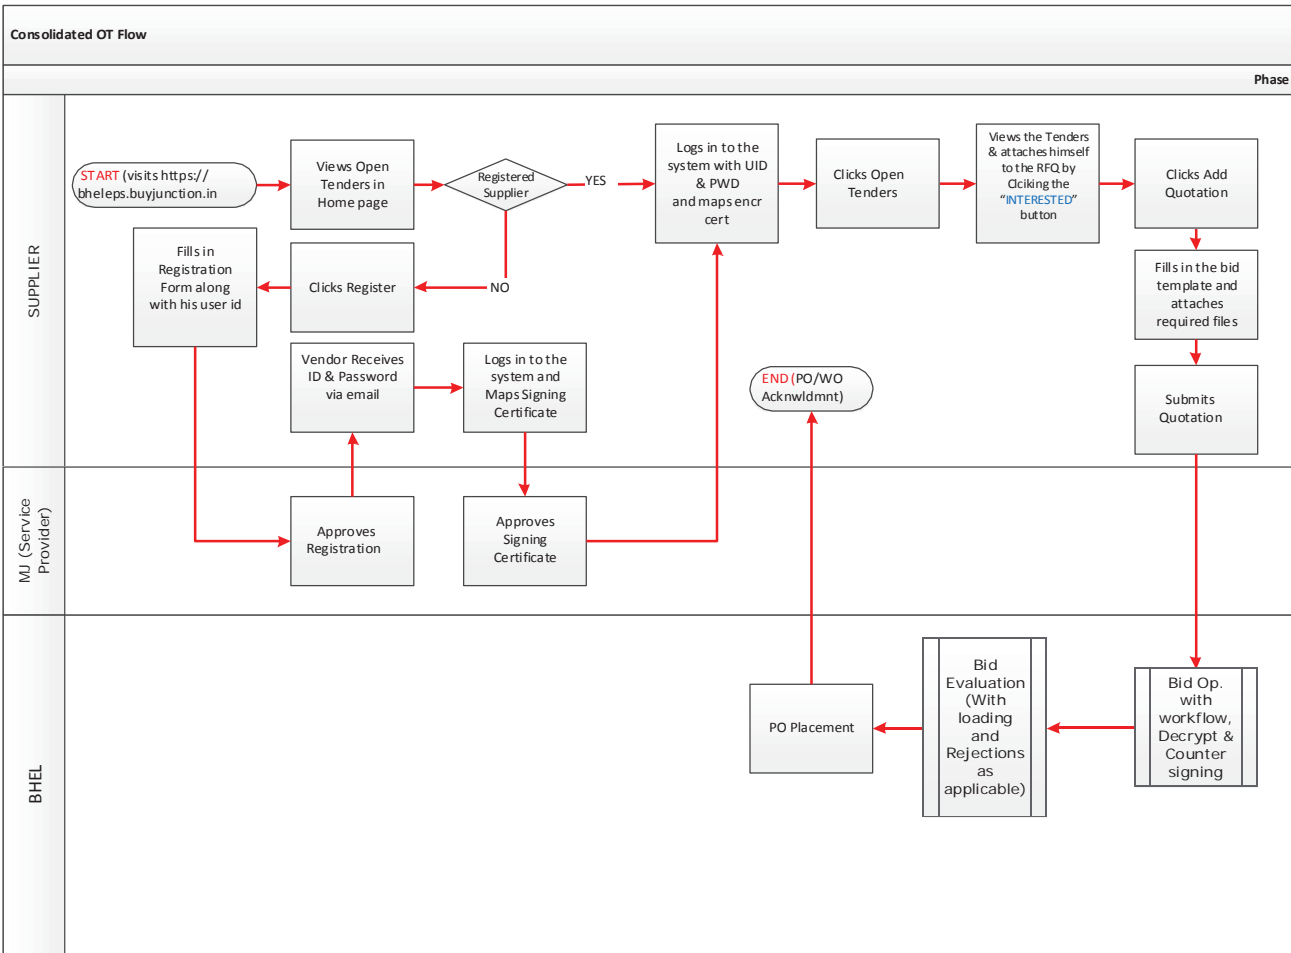 Consolidated OT Flow
Phase
SUPPLIER
START (visits https://
bheleps.buyjunction.in
Views Open
Tenders in
Home page
Registered
Supplier
YES
NO
Logs in to the
system with UID
& PWD
and maps encr
cert
Clicks Open
Tenders
Views the Tenders
& attaches himself
to the RFQ by
Clciking the
“INTERESTED”
button
Clicks Add
Quotation
Fills in
Registration
Form along
with his user id
Clicks Register
Fills in the bid
template and
attaches
required files
Vendor Receives
ID & Password
via email
Logs in to the
system and
Maps Signing
Certificate
END (PO/WO
Acknwldmnt)
Submits
Quotation
MJ (Service
Provider)
Approves
Registration
Approves
Signing
Certificate
BHEL
PO Placement
Bid
Evaluation
(With
loading
and
Rejections
as
applicable)
Bid Op.
with
workflow,
Decrypt &
Counter
signing